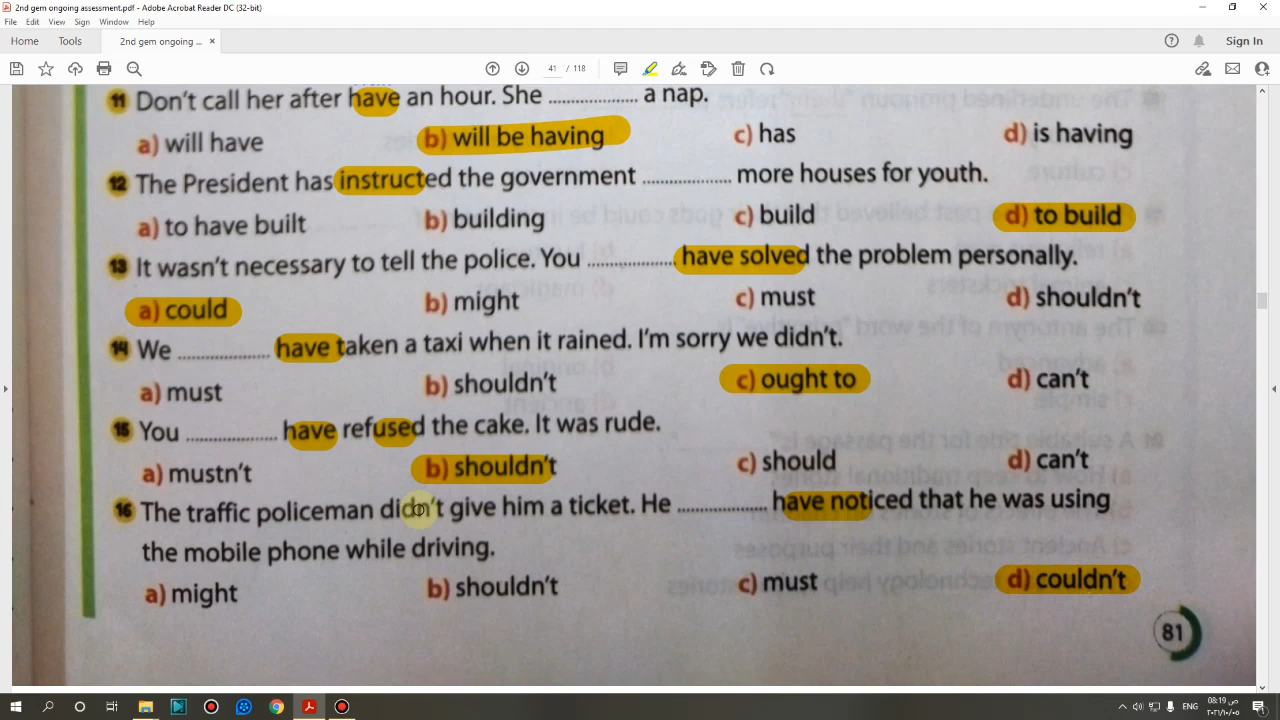 2nd gem ongoing assessment.pdf - Adobe Acrobat Reader DC (32-bit)
File Edit View Sign Window Help
Home Tools 2nd gem ongoing ... × Sign In
41 / 118
11 Don't call her after have an hour. She .................. a nap.
a) will have b) will be having c) has d) is having
12 The President has instructed the government .................. more houses for youth.
a) to have built b) building c) build d) to build
13 It wasn't necessary to tell the police. You .................. have solved the problem personally.
a) could b) might c) must d) shouldn't
14 We .................. have taken a taxi when it rained. I'm sorry we didn't.
a) must b) shouldn't c) ought to d) can't
15 You .................. have refused the cake. It was rude.
a) mustn't b) shouldn't c) should d) can't
16 The traffic policeman didn't give him a ticket. He .................. have noticed that he was using
the mobile phone while driving.
a) might b) shouldn't c) must d) couldn't
81
ENG 08:19 ص
٢٠٢١/١٠/٠٥